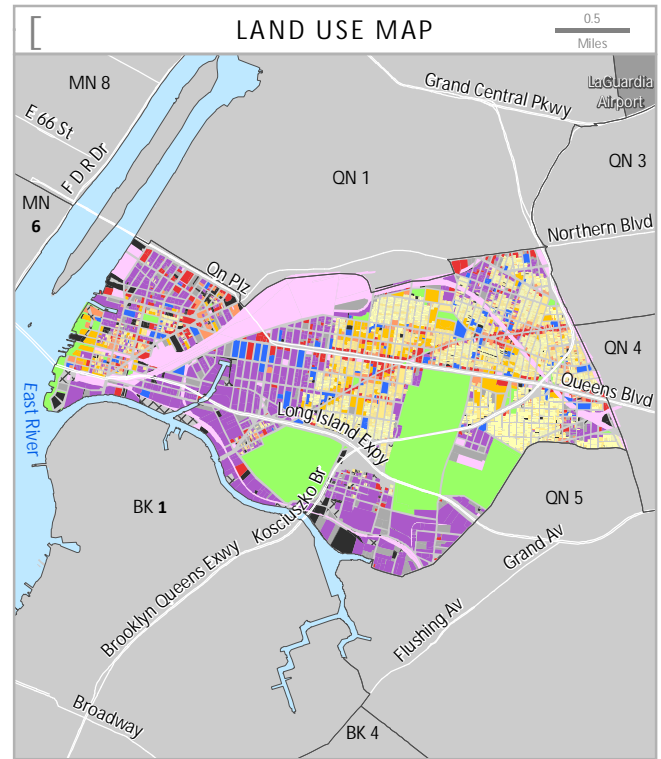 [ LAND USE MAP
0.5
Miles
MN 8
Grand Central Pkwy
LaGuardia
Airport
E 66 St
F D R Dr
QN 1
QN 3
MN
6
Northern Blvd
Qn Plz
QN 4
Queens Blvd
East River
Long Island Expy
BK 1
Kosciuszko Br
QN 5
Grand Av
Brooklyn Queens Exwy
Flushing Av
Broadway
BK 4